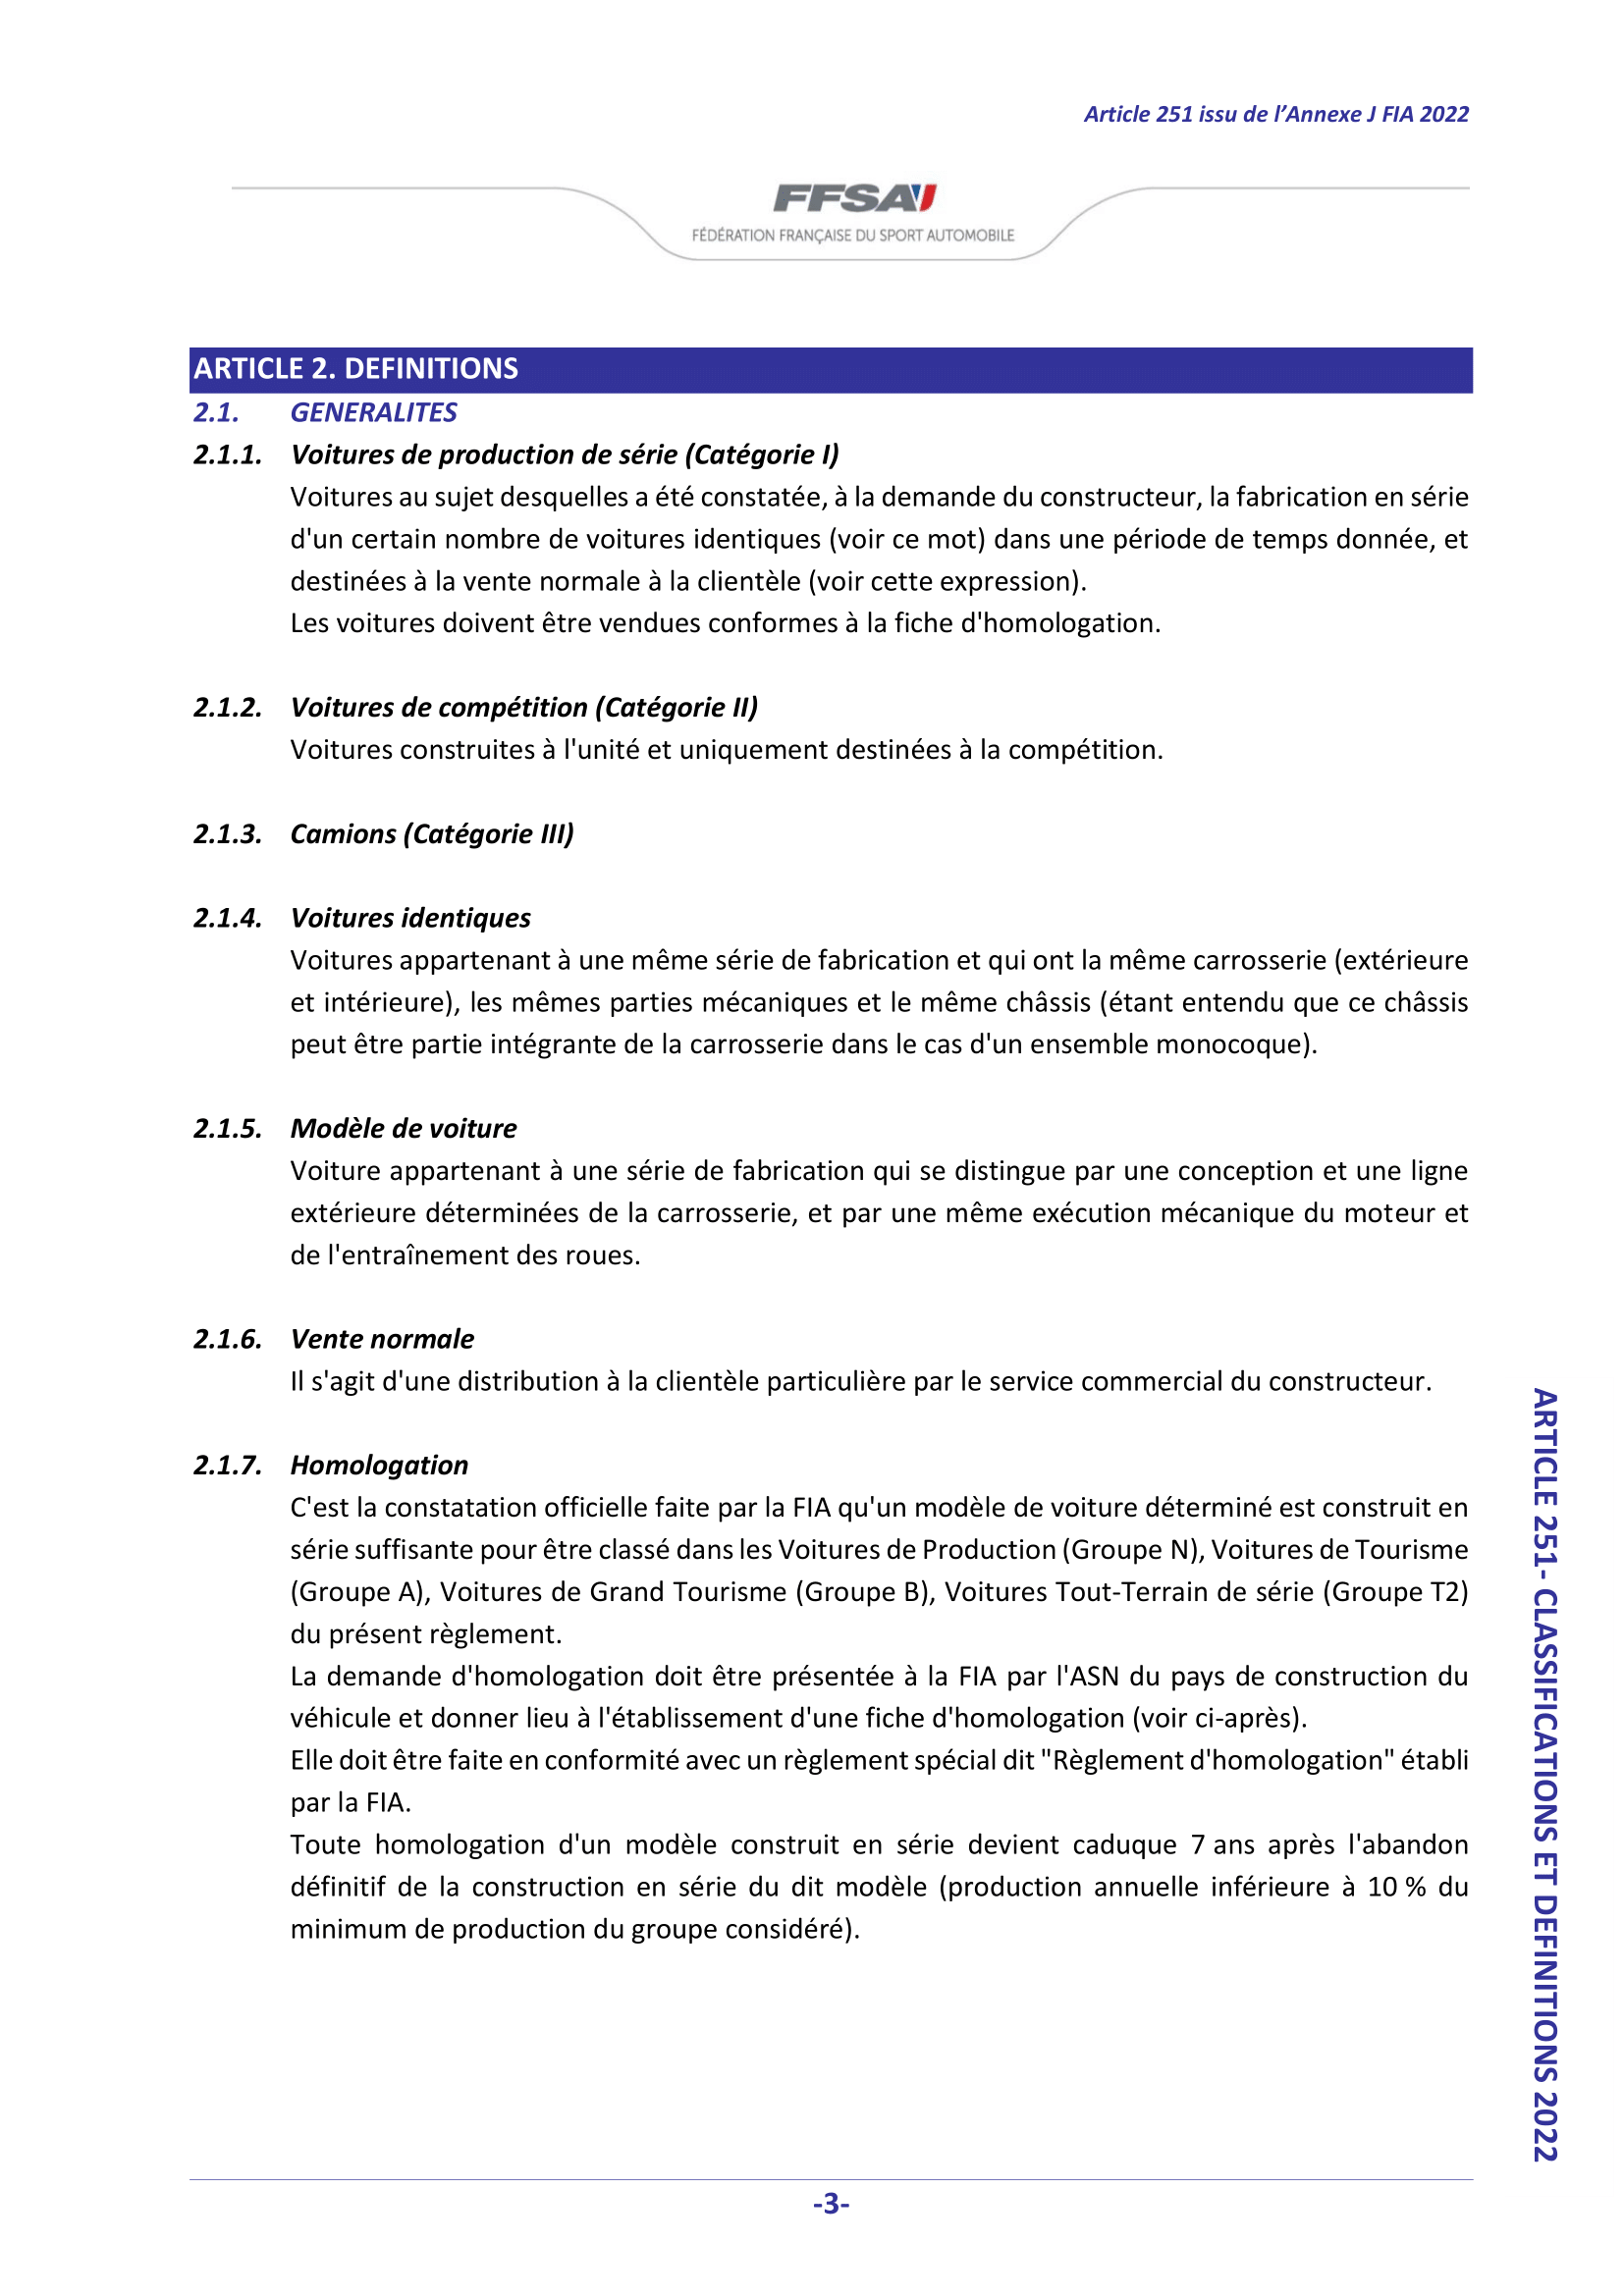 Article 251 issu de l’Annexe J FIA 2022
FFSA
FÉDÉRATION FRANÇAISE DU SPORT AUTOMOBILE
ARTICLE 2. DEFINITIONS
2.1. GENERALITES
2.1.1. Voitures de production de série (Catégorie I)
Voitures au sujet desquelles a été constatée, à la demande du constructeur, la fabrication en série
d'un certain nombre de voitures identiques (voir ce mot) dans une période de temps donnée, et
destinées à la vente normale à la clientèle (voir cette expression).
Les voitures doivent être vendues conformes à la fiche d'homologation.
2.1.2. Voitures de compétition (Catégorie II)
Voitures construites à l'unité et uniquement destinées à la compétition.
2.1.3. Camions (Catégorie III)
2.1.4. Voitures identiques
Voitures appartenant à une même série de fabrication et qui ont la même carrosserie (extérieure
et intérieure), les mêmes parties mécaniques et le même châssis (étant entendu que ce châssis
peut être partie intégrante de la carrosserie dans le cas d'un ensemble monocoque).
2.1.5. Modèle de voiture
Voiture appartenant à une série de fabrication qui se distingue par une conception et une ligne
extérieure déterminées de la carrosserie, et par une même exécution mécanique du moteur et
de l'entraînement des roues.
2.1.6. Vente normale
Il s'agit d'une distribution à la clientèle particulière par le service commercial du constructeur.
2.1.7. Homologation
C'est la constatation officielle faite par la FIA qu'un modèle de voiture déterminé est construit en
série suffisante pour être classé dans les Voitures de Production (Groupe N), Voitures de Tourisme
(Groupe A), Voitures de Grand Tourisme (Groupe B), Voitures Tout-Terrain de série (Groupe T2)
du présent règlement.
La demande d'homologation doit être présentée à la FIA par l'ASN du pays de construction du
véhicule et donner lieu à l'établissement d'une fiche d'homologation (voir ci-après).
Elle doit être faite en conformité avec un règlement spécial dit "Règlement d'homologation" établi
par la FIA.
Toute homologation d'un modèle construit en série devient caduque 7 ans après l'abandon
définitif de la construction en série du dit modèle (production annuelle inférieure à 10 % du
minimum de production du groupe considéré).
ARTICLE 251- CLASSIFICATIONS ET DEFINITIONS 2022
-3-